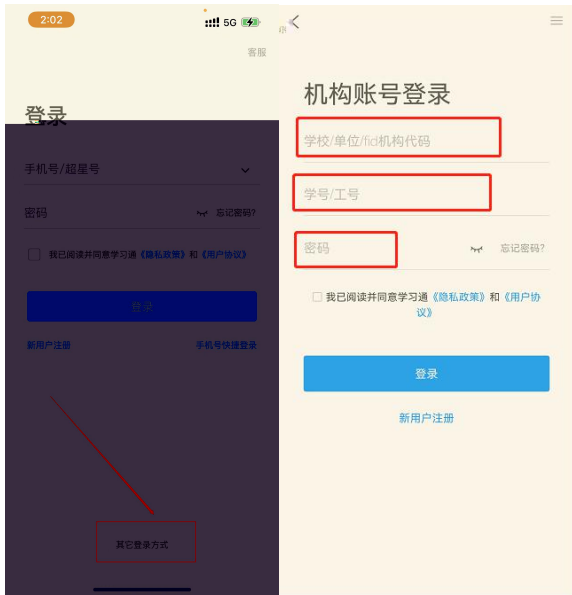 2:02
5G
客服
登录
手机号/超星号
密码
忘记密码?
我已阅读并同意学习通《隐私政策》和《用户协议》
登录
新用户注册
手机号快捷登录
其它登录方式
机构账号登录
学校/单位/fid机构代码
学号/工号
密码
忘记密码?
我已阅读并同意学习通《隐私政策》和《用户协
议》
登录
新用户注册